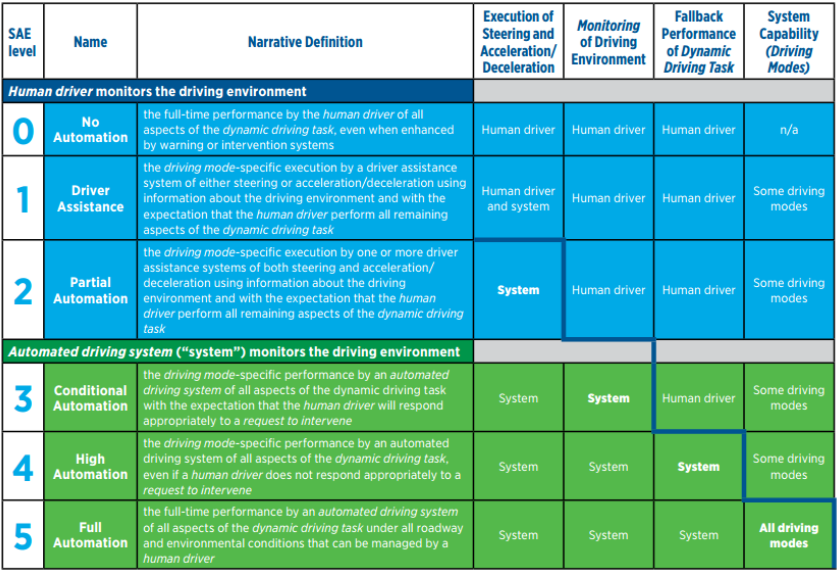 SAE level
Name
Narrative Definition
Execution of Steering and Acceleration/ Deceleration
Monitoring of Driving Environment
Fallback Performance of Dynamic Driving Task
System Capability (Driving Modes)
Human driver monitors the driving environment
0
No Automation
the full-time performance by the human driver of all
aspects of the dynamic driving task, even when enhanced
by warning or intervention systems
Human driver
Human driver
Human driver
n/a
1
Driver Assistance
the driving mode-specific execution by a driver assistance
system of either steering or acceleration/deceleration using
information about the driving environment and with the
expectation that the human driver perform all remaining
aspects of the dynamic driving task
Human driver and system
Human driver
Human driver
Some driving modes
2
Partial Automation
the driving mode-specific execution by one or more driver
assistance systems of both steering and acceleration/
deceleration using information about the driving
environment and with the expectation that the human
driver perform all remaining aspects of the dynamic driving
task
System
Human driver
Human driver
Some driving modes
Automated driving system (“system”) monitors the driving environment
3
Conditional Automation
the driving mode-specific performance by an automated
driving system of all aspects of the dynamic driving task
with the expectation that the human driver will respond
appropriately to a request to intervene
System
System
Human driver
Some driving modes
4
High Automation
the driving mode-specific performance by an automated
driving system of all aspects of the dynamic driving task,
even if a human driver does not respond appropriately to a
request to intervene
System
System
System
Some driving modes
5
Full Automation
the full-time performance by an automated driving system
of all aspects of the dynamic driving task under all roadway
and environmental conditions that can be managed by a
human driver
System
System
System
All driving modes